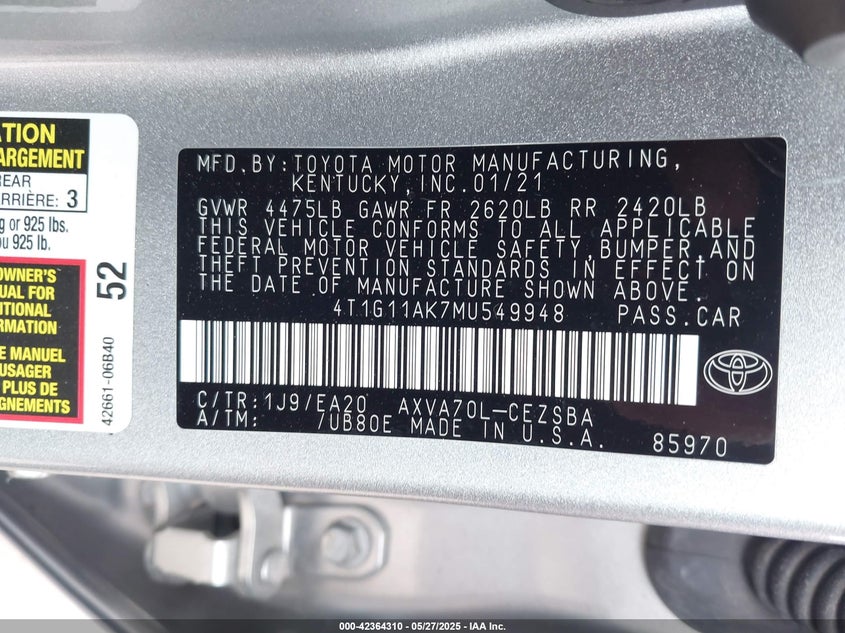 ATION
ARGEMENT
REAR
ARRIÈRE: 3
g or 925 lbs.
u 925 lb.
OWNER'S
UAL FOR
ITIONAL
RMATION
E MANUEL
USAGER
PLUS DE
GNEMENTS
52
42661-06B40
MFD.BY:TOYOTA MOTOR MANUFACTURING,
KENTUCKY,INC.01/21
GVWR 4475LB GAWR FR 2620LB RR 2420LB
THIS VEHICLE CONFORMS TO ALL APPLICABLE
FEDERAL MOTOR VEHICLE SAFETY,BUMPER,AND
THEFT PREVENTION STANDARDS IN EFFECT ON
THE DATE OF MANUFACTURE SHOWN ABOVE.
4T1G11AK7MU549948 PASS.CAR
C/TR:1J9/EA20 AXVA70L-CEZSBA
A/TM: /UB80E MADE IN U.S.A. 85970
000-42364310 - 05/27/2025 - IAA Inc.